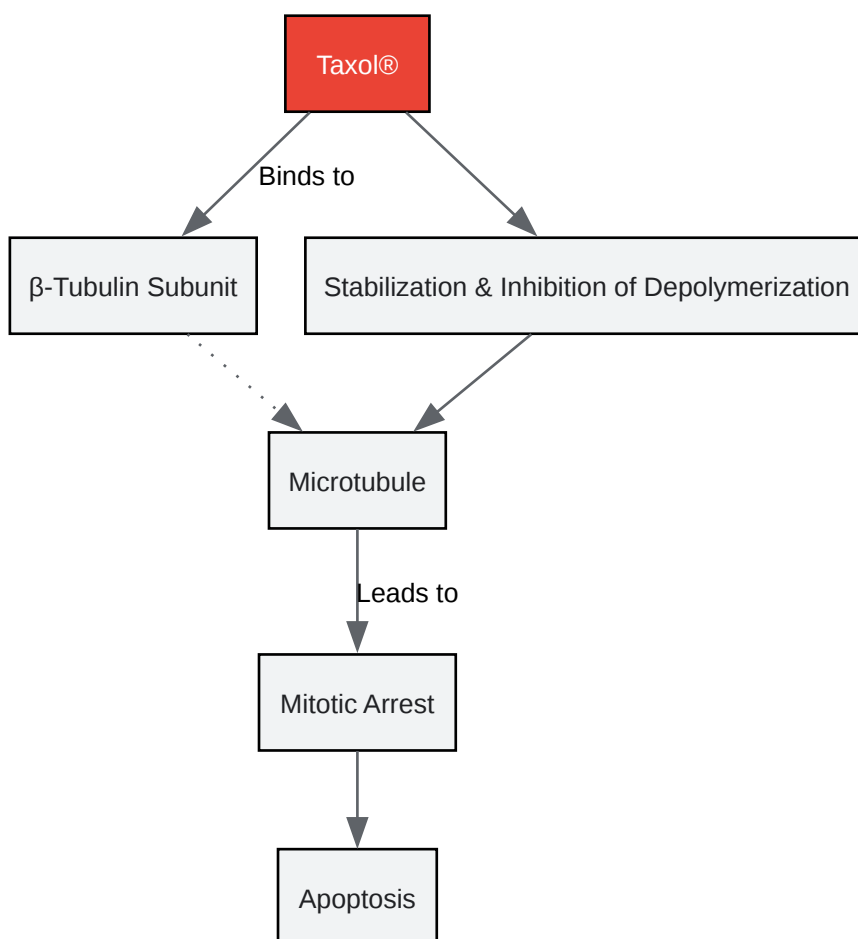 Taxol®
Binds to
β-Tubulin Subunit
Stabilization & Inhibition of Depolymerization
Microtubule
Leads to
Mitotic Arrest
Apoptosis